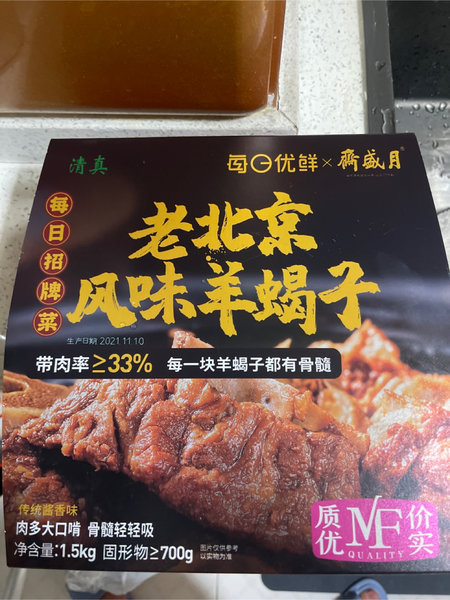 清真
每日优鲜×月盛斋
每日招牌菜
老北京
风味羊蝎子
生产日期 2021 11 10
带肉率≥33% 每一块羊蝎子都有骨髓
传统酱香味
肉多大口啃 骨髓轻轻吸
净含量:1.5kg 固形物≥700g
图片仅供参考
以实物为准
质优 MF 价实
QUALITY